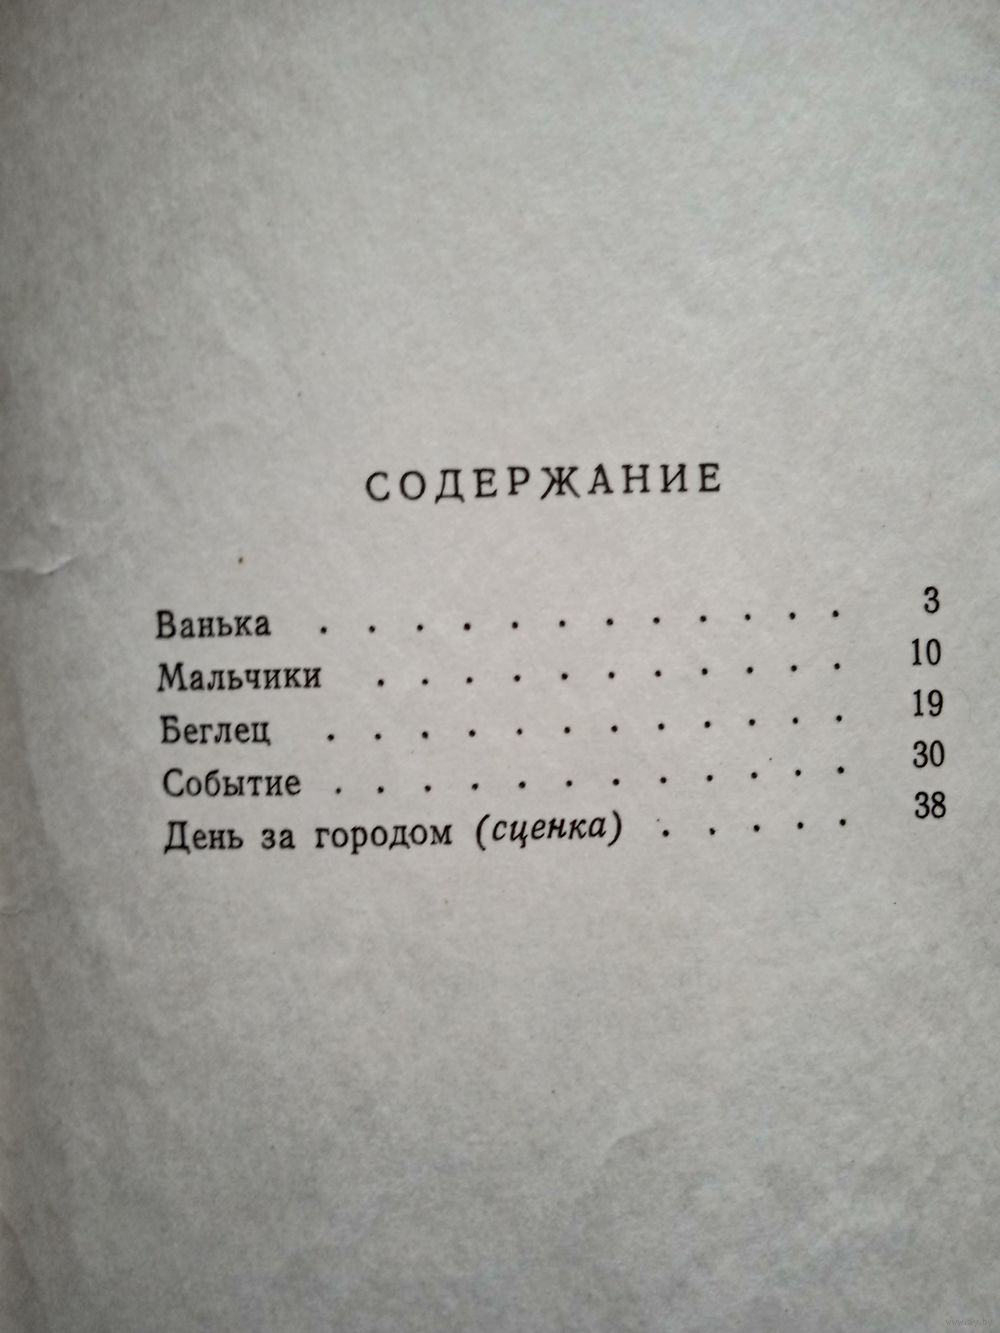 СОДЕРЖАНИЕ
Ванька . . . . . . . . . . . . 3
Мальчики . . . . . . . . . . . 10
Беглец . . . . . . . . . . . . 19
Событие . . . . . . . . . . . . 30
День за городом (сценка) . . . . . 38